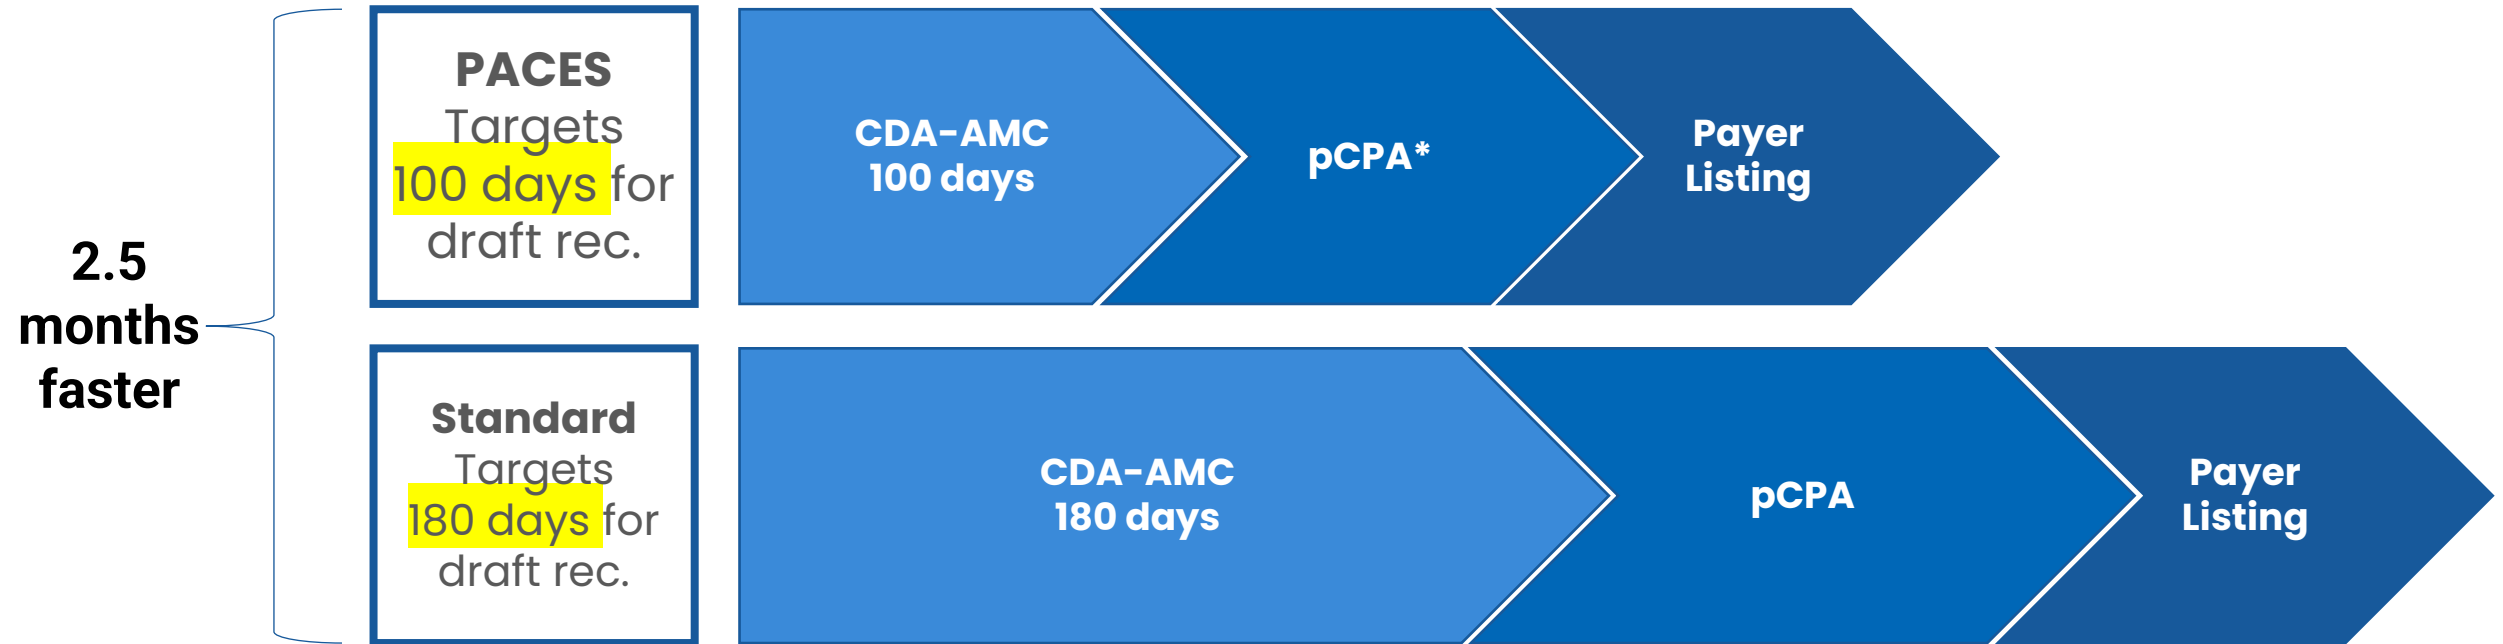 2.5
months
faster
PACES
Targets
100 days for
draft rec.
CDA-AMC
100 days
pCPA*
Payer
Listing
Standard
Targets
180 days for
draft rec.
CDA-AMC
180 days
pCPA
Payer
Listing